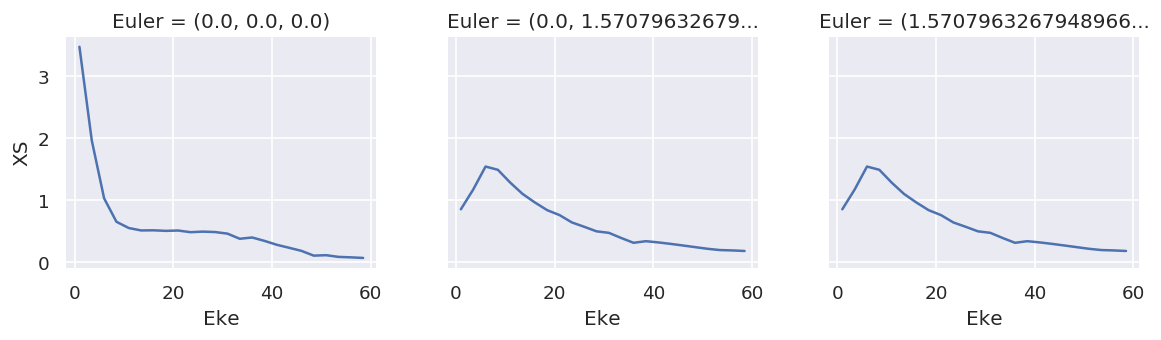 Euler = (0.0, 0.0, 0.0)
Euler = (0.0, 1.57079632679...
Euler = (1.5707963267948966...
XS
3
2
1
0
0 20 40 60
0 20 40 60
0 20 40 60
Eke
Eke
Eke